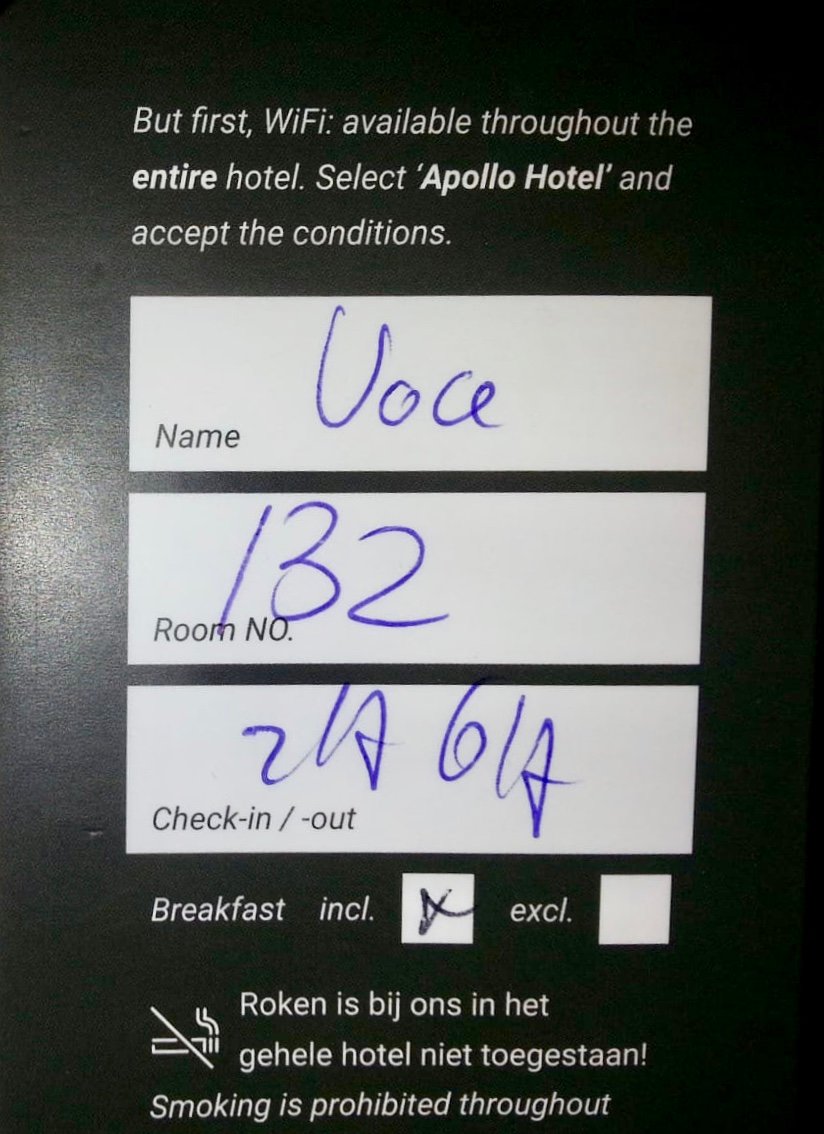 But first, WiFi: available throughout the
entire hotel. Select ‘Apollo Hotel’ and
accept the conditions.
Voce
Name
132
Room NO.
2/4 6/4
Check-in / -out
Breakfast incl. x excl.
Roken is bij ons in het
gehele hotel niet toegestaan!
Smoking is prohibited throughout